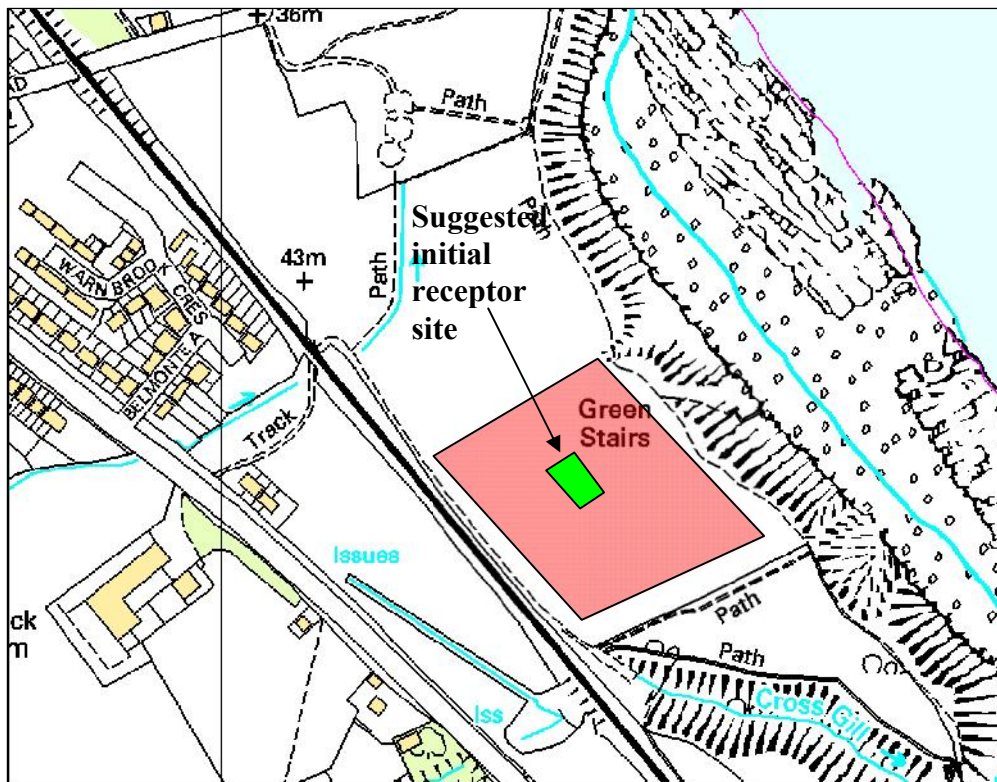 36m
Path
Path
Suggested
initial
receptor
site
43m
Path
WARN BROOK
CRES
BELMONTE A
Track
Green
Stairs
Issues
Path
ck
m
Path
Iss
Cross Gill